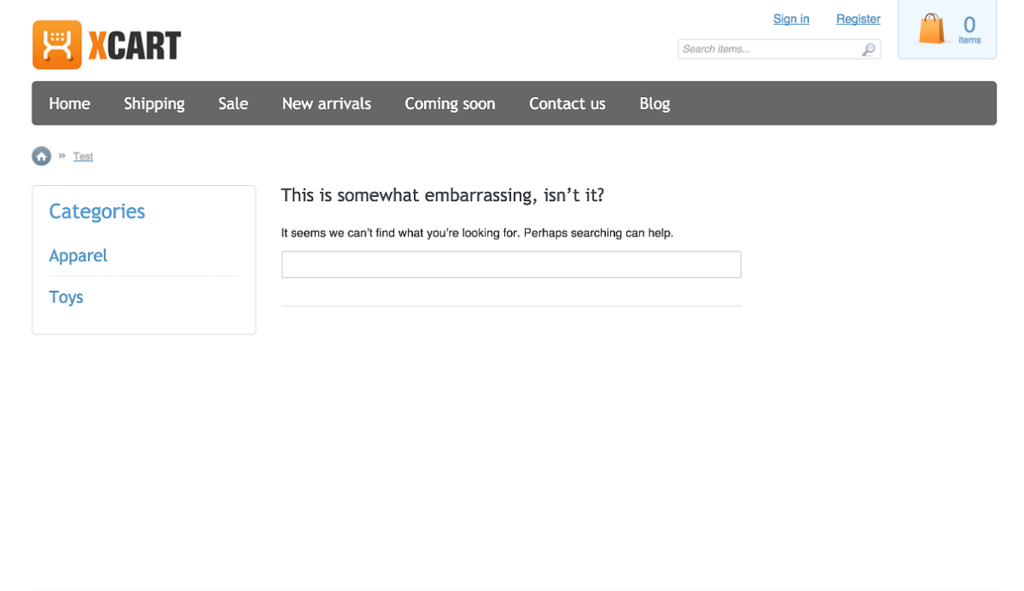 XCART
Sign in
Register
Search items...
0
items
Home
Shipping
Sale
New arrivals
Coming soon
Contact us
Blog
» Test
Categories
Apparel
Toys
This is somewhat embarrassing, isn’t it?
It seems we can’t find what you’re looking for. Perhaps searching can help.